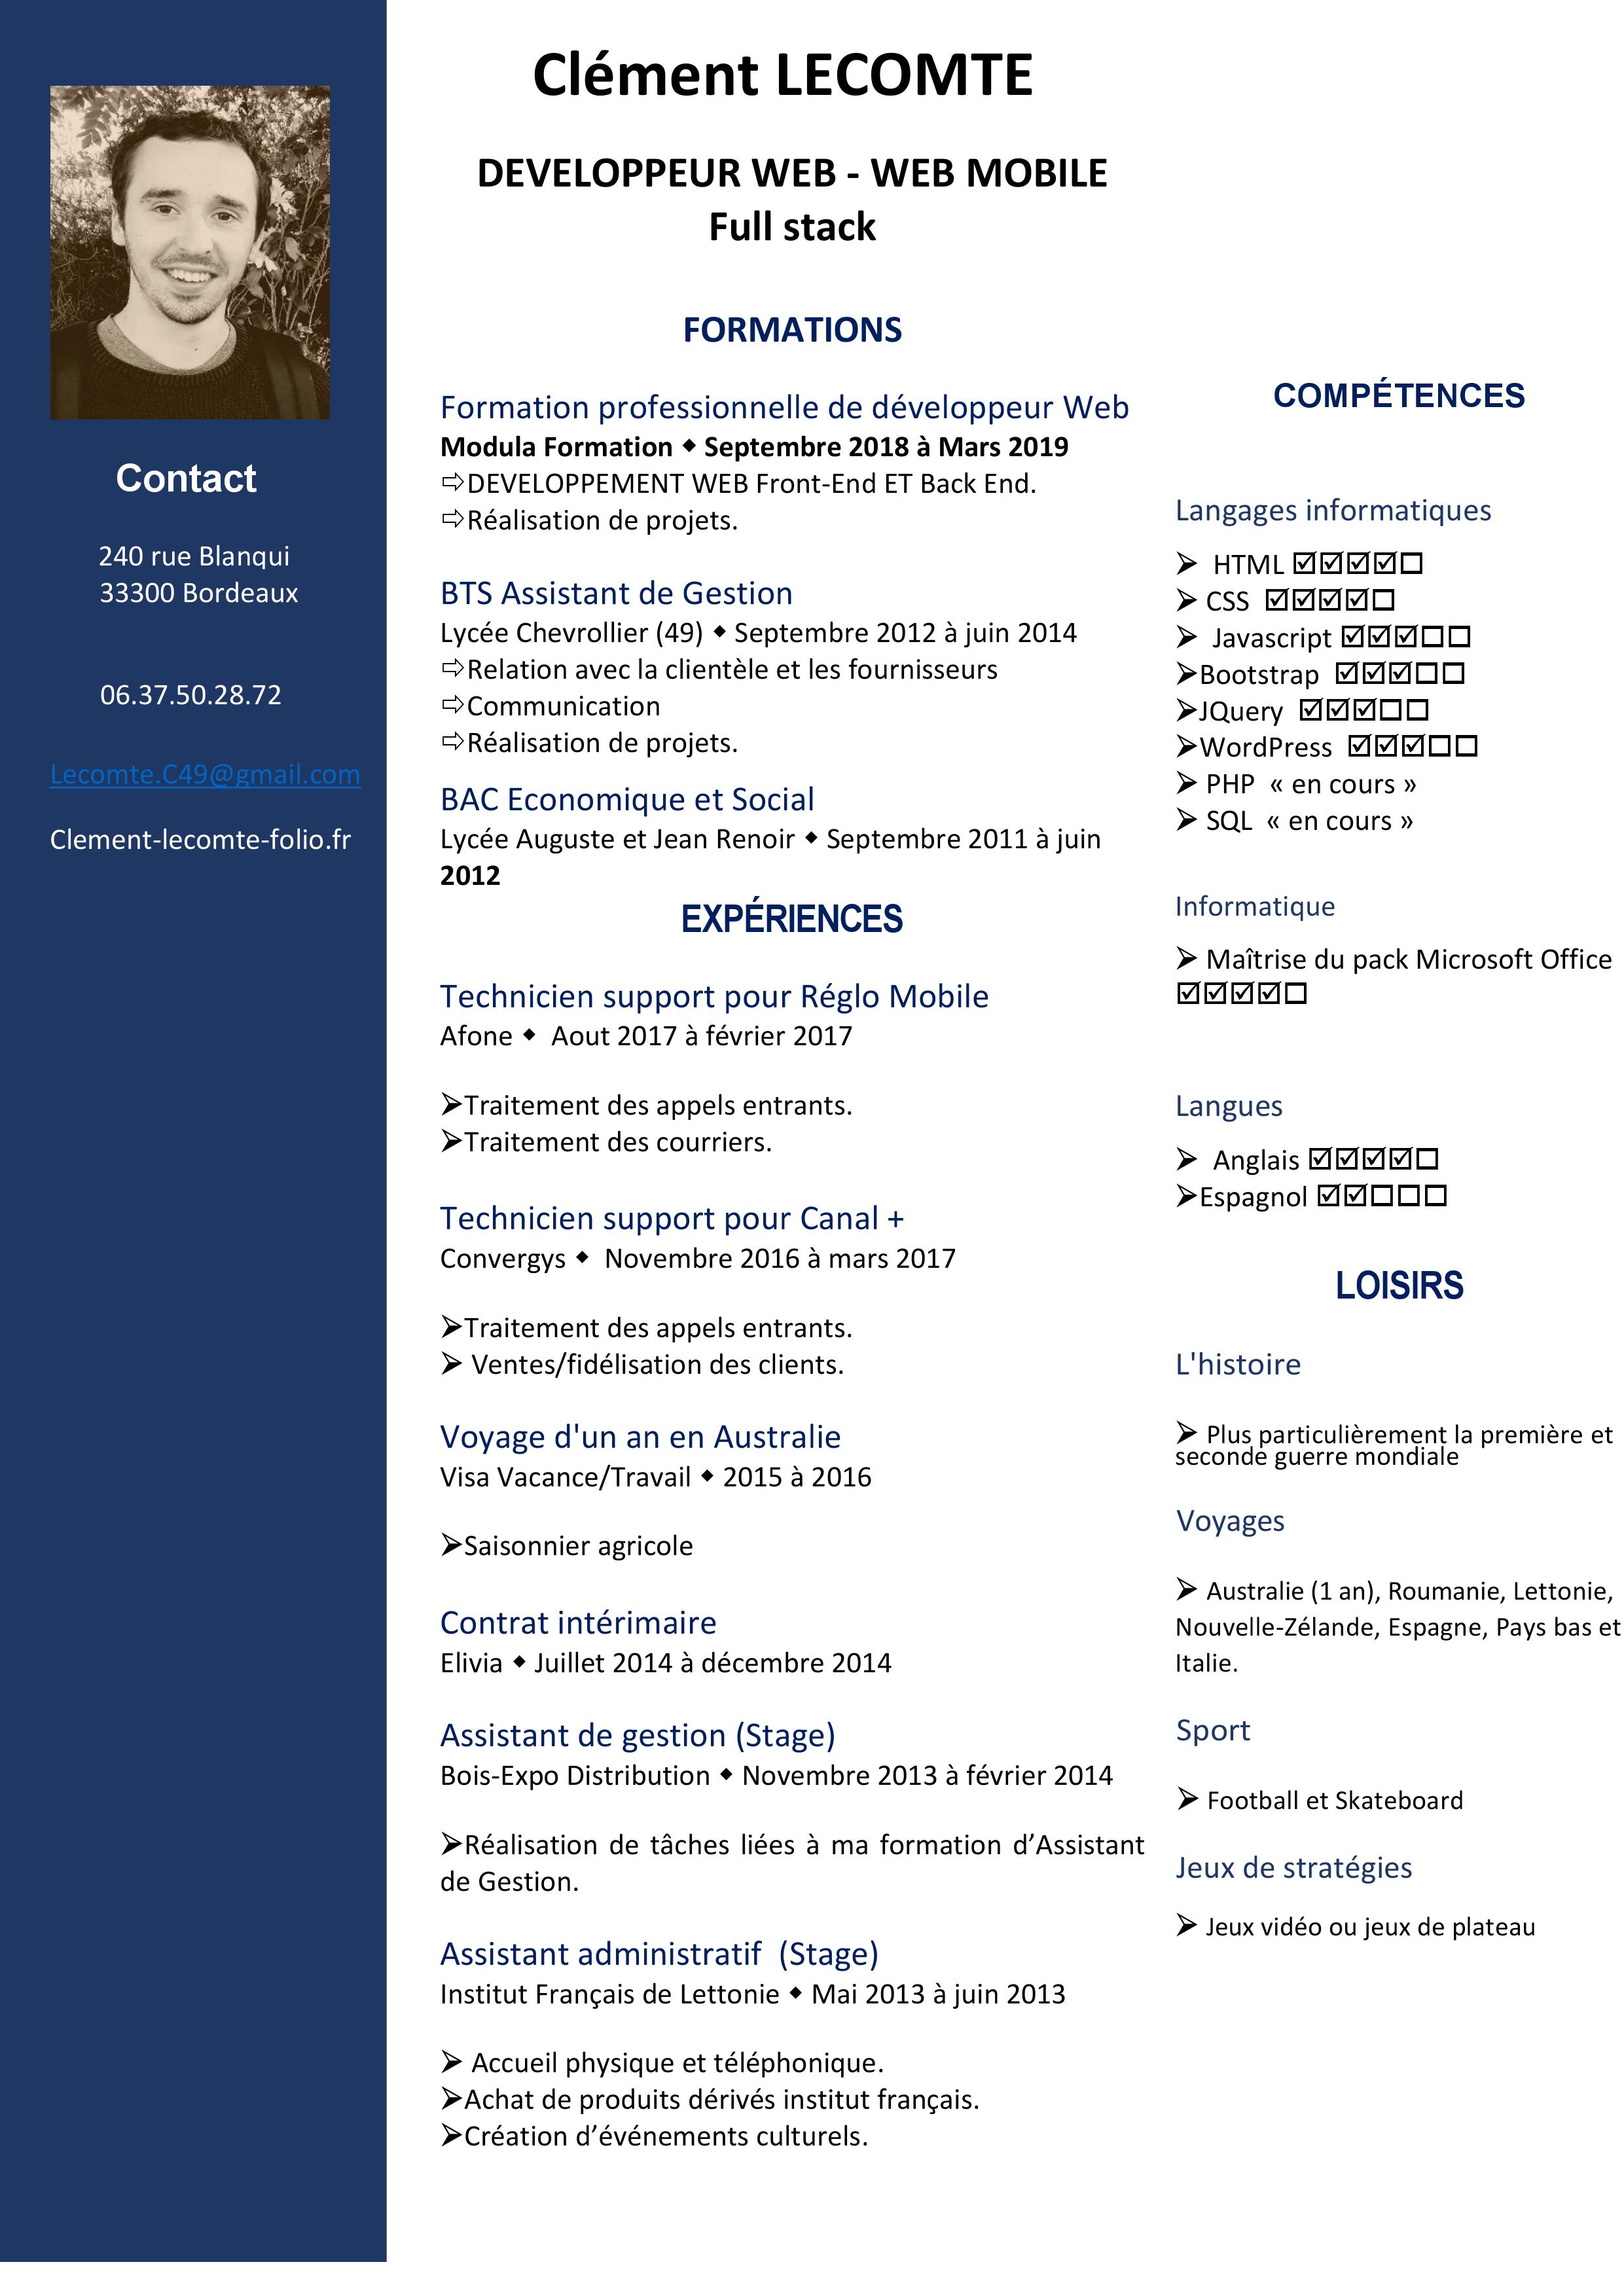 Clément LECOMTE
DEVELOPPEUR WEB - WEB MOBILE
Full stack
Contact
240 rue Blanqui
33300 Bordeaux
06.37.50.28.72
Lecomte.C49@gmail.com
Clement-lecomte-folio.fr
FORMATIONS
Formation professionnelle de développeur Web
Modula Formation ⬥ Septembre 2018 à Mars 2019
⇨DEVELOPPEMENT WEB Front-End ET Back End.
⇨Réalisation de projets.
BTS Assistant de Gestion
Lycée Chevrollier (49) ⬥ Septembre 2012 à juin 2014
⇨Relation avec la clientèle et les fournisseurs
⇨Communication
⇨Réalisation de projets.
BAC Economique et Social
Lycée Auguste et Jean Renoir ⬥ Septembre 2011 à juin
2012
EXPÉRIENCES
Technicien support pour Réglo Mobile
Afone ⬥ Aout 2017 à février 2017
➢Traitement des appels entrants.
➢Traitement des courriers.
Technicien support pour Canal +
Convergys ⬥ Novembre 2016 à mars 2017
➢Traitement des appels entrants.
➢ Ventes/fidélisation des clients.
Voyage d'un an en Australie
Visa Vacance/Travail ⬥ 2015 à 2016
➢Saisonnier agricole
Contrat intérimaire
Elivia ⬥ Juillet 2014 à décembre 2014
Assistant de gestion (Stage)
Bois-Expo Distribution ⬥ Novembre 2013 à février 2014
➢Réalisation de tâches liées à ma formation d’Assistant
de Gestion.
Assistant administratif (Stage)
Institut Français de Lettonie ⬥ Mai 2013 à juin 2013
➢ Accueil physique et téléphonique.
➢Achat de produits dérivés institut français.
➢Création d’événements culturels.
COMPÉTENCES
Langages informatiques
➢ HTML ☑☑☑☑☐
➢ CSS ☑☑☑☑☐
➢ Javascript ☑☑☑☐☐
➢Bootstrap ☑☑☑☐☐
➢JQuery ☑☑☑☐☐
➢WordPress ☑☑☑☐☐
➢ PHP « en cours »
➢ SQL « en cours »
Informatique
➢ Maîtrise du pack Microsoft Office
☑☑☑☑☐
Langues
➢ Anglais ☑☑☑☑☐
➢Espagnol ☑☑☐☐☐
LOISIRS
L'histoire
➢ Plus particulièrement la première et
seconde guerre mondiale
Voyages
➢ Australie (1 an), Roumanie, Lettonie,
Nouvelle-Zélande, Espagne, Pays bas et
Italie.
Sport
➢ Football et Skateboard
Jeux de stratégies
➢ Jeux vidéo ou jeux de plateau